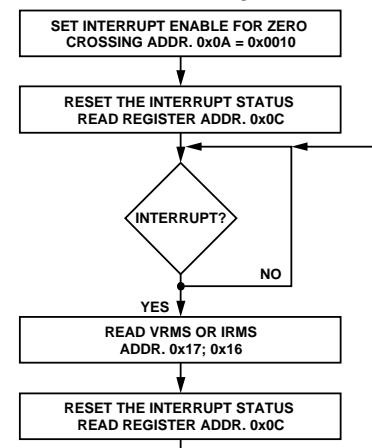 SET INTERRUPT ENABLE FOR ZERO
CROSSING ADDR. 0x0A = 0x0010
RESET THE INTERRUPT STATUS
READ REGISTER ADDR. 0x0C
INTERRUPT?
NO
YES
READ VRMS OR IRMS
ADDR. 0x17; 0x16
RESET THE INTERRUPT STATUS
READ REGISTER ADDR. 0x0C